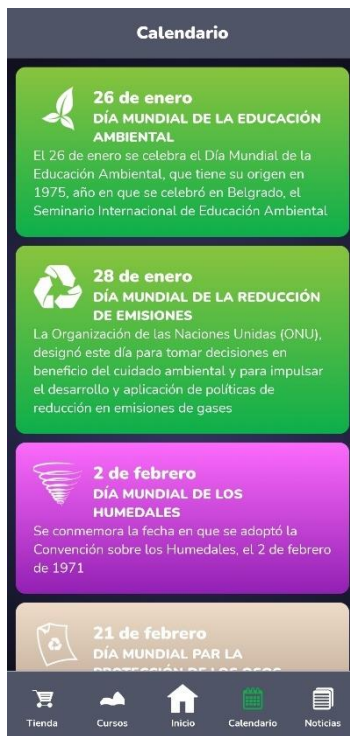 Calendario
26 de enero
DÍA MUNDIAL DE LA EDUCACIÓN
AMBIENTAL
El 26 de enero se celebra el Día Mundial de la
Educación Ambiental, que tiene su origen en
1975, año en que se celebró en Belgrado, el
Seminario Internacional de Educación Ambiental
28 de enero
DÍA MUNDIAL DE LA REDUCCIÓN
DE EMISIONES
La Organización de las Naciones Unidas (ONU),
designó este día para tomar decisiones en
beneficio del cuidado ambiental y para impulsar
el desarrollo y aplicación de políticas de
reducción en emisiones de gases
2 de febrero
DÍA MUNDIAL DE LOS
HUMEDALES
Se conmemora la fecha en que se adoptó la
Convención sobre los Humedales, el 2 de febrero
de 1971
21 de febrero
DÍA MUNDIAL PAR LA
PROTECCIÓN DE LOS OSOS
Tienda
Cursos
Inicio
Calendario
Noticias